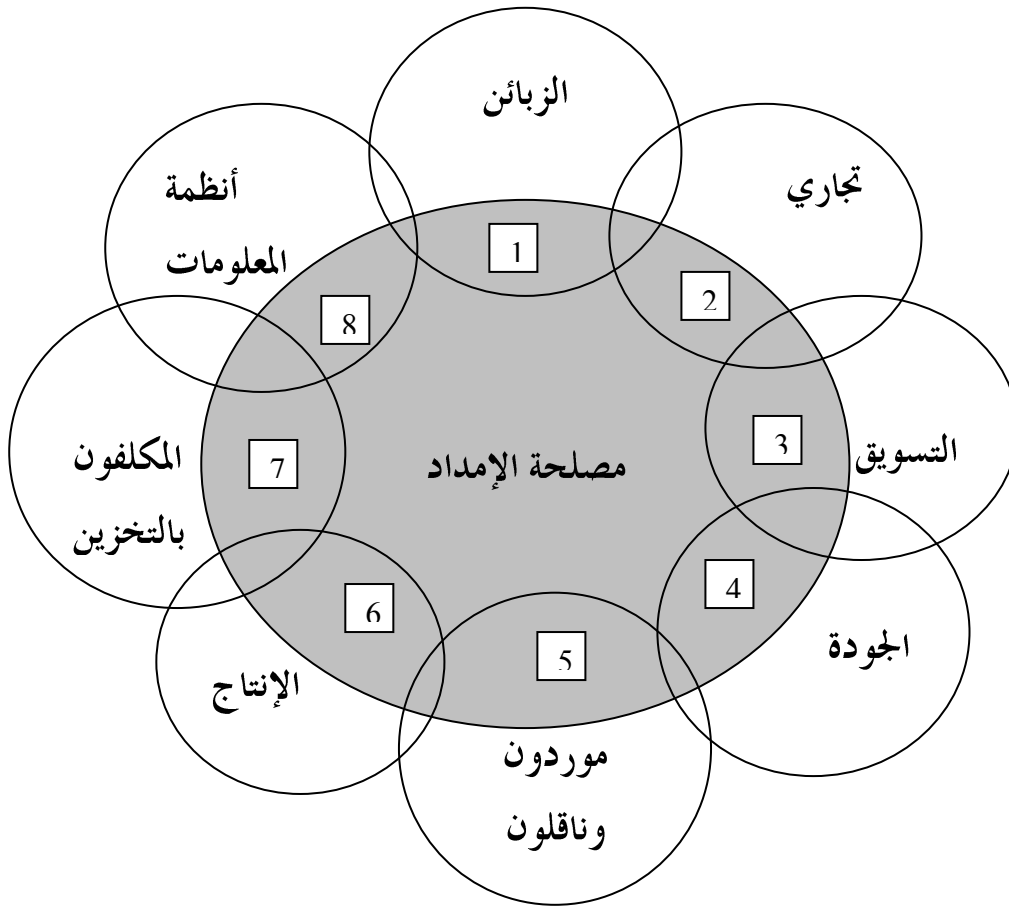 الزبائن
1
تجاري
2
التسويق
3
الجودة
4
موردون
وناقلون
5
الإنتاج
6
المكلفون
بالتخزين
7
أنظمة
المعلومات
8
مصلحة الإمداد